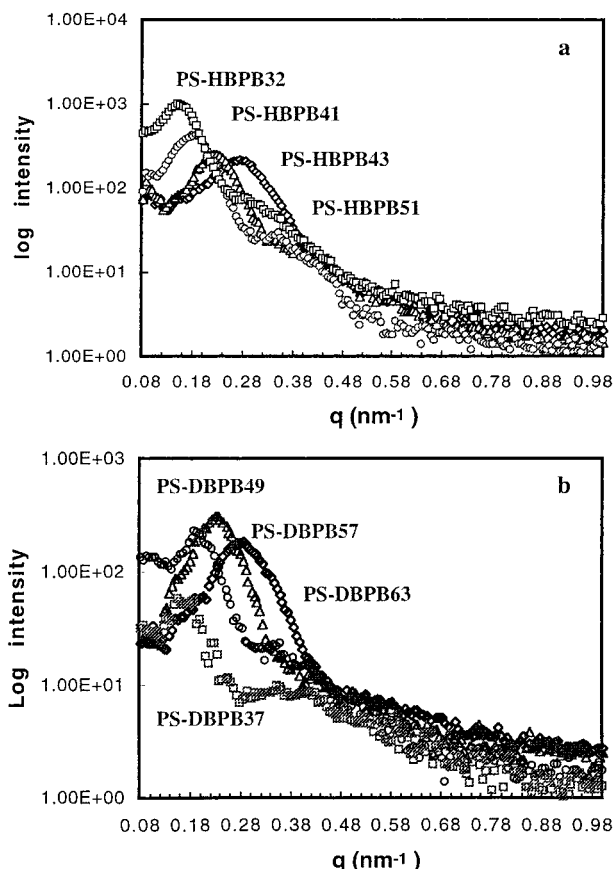 1.00E+04
a
PS-HBPB32
1.00E+03
PS-HBPB41
PS-HBPB43
1.00E+02
PS-HBPB51
log intensity
1.00E+01
1.00E+00
0.08 0.18 0.28 0.38 0.48 0.58 0.68 0.78 0.88 0.98
q (nm-1)
1.00E+03
b
PS-DBPB49
PS-DBPB57
1.00E+02
PS-DBPB63
Log intensity
1.00E+01
PS-DBPB37
1.00E+00
0.08 0.18 0.28 0.38 0.48 0.58 0.68 0.78 0.88 0.98
q (nm-1)